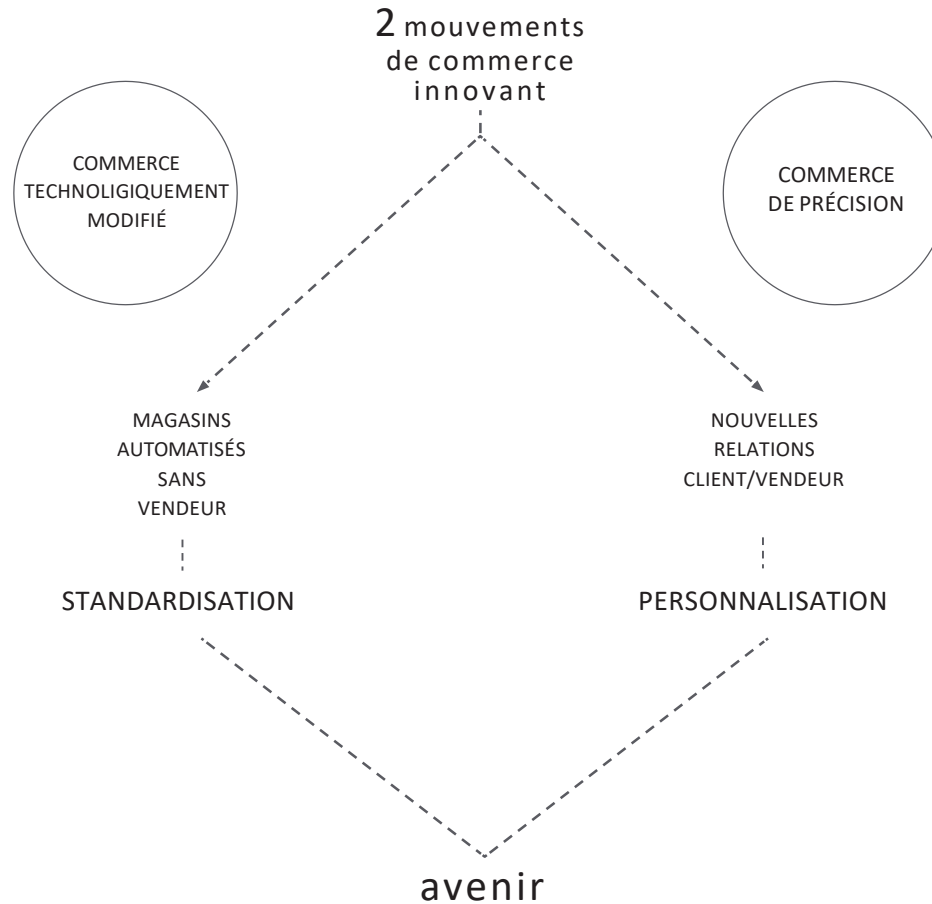 2 mouvements
de commerce
innovant
COMMERCE
TECHNOLIGIQUEMENT
MODIFIÉ
COMMERCE
DE PRÉCISION
MAGASINS
AUTOMATISÉS
SANS
VENDEUR
NOUVELLES
RELATIONS
CLIENT/VENDEUR
STANDARDISATION
PERSONNALISATION
avenir